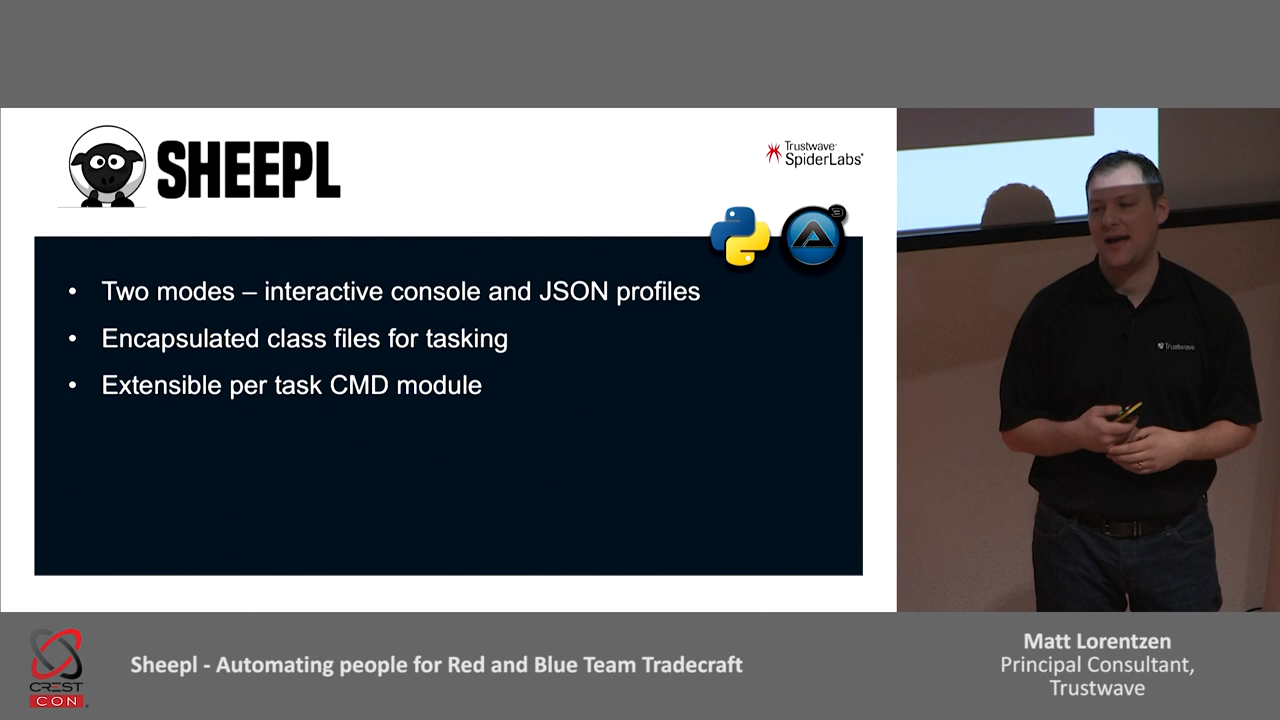 SHEEPL
Trustwave®
SpiderLabs®
• Two modes – interactive console and JSON profiles
• Encapsulated class files for tasking
• Extensible per task CMD module
Trustwave
CREST
CON
Sheepl - Automating people for Red and Blue Team Tradecraft
Matt Lorentzen
Principal Consultant,
Trustwave